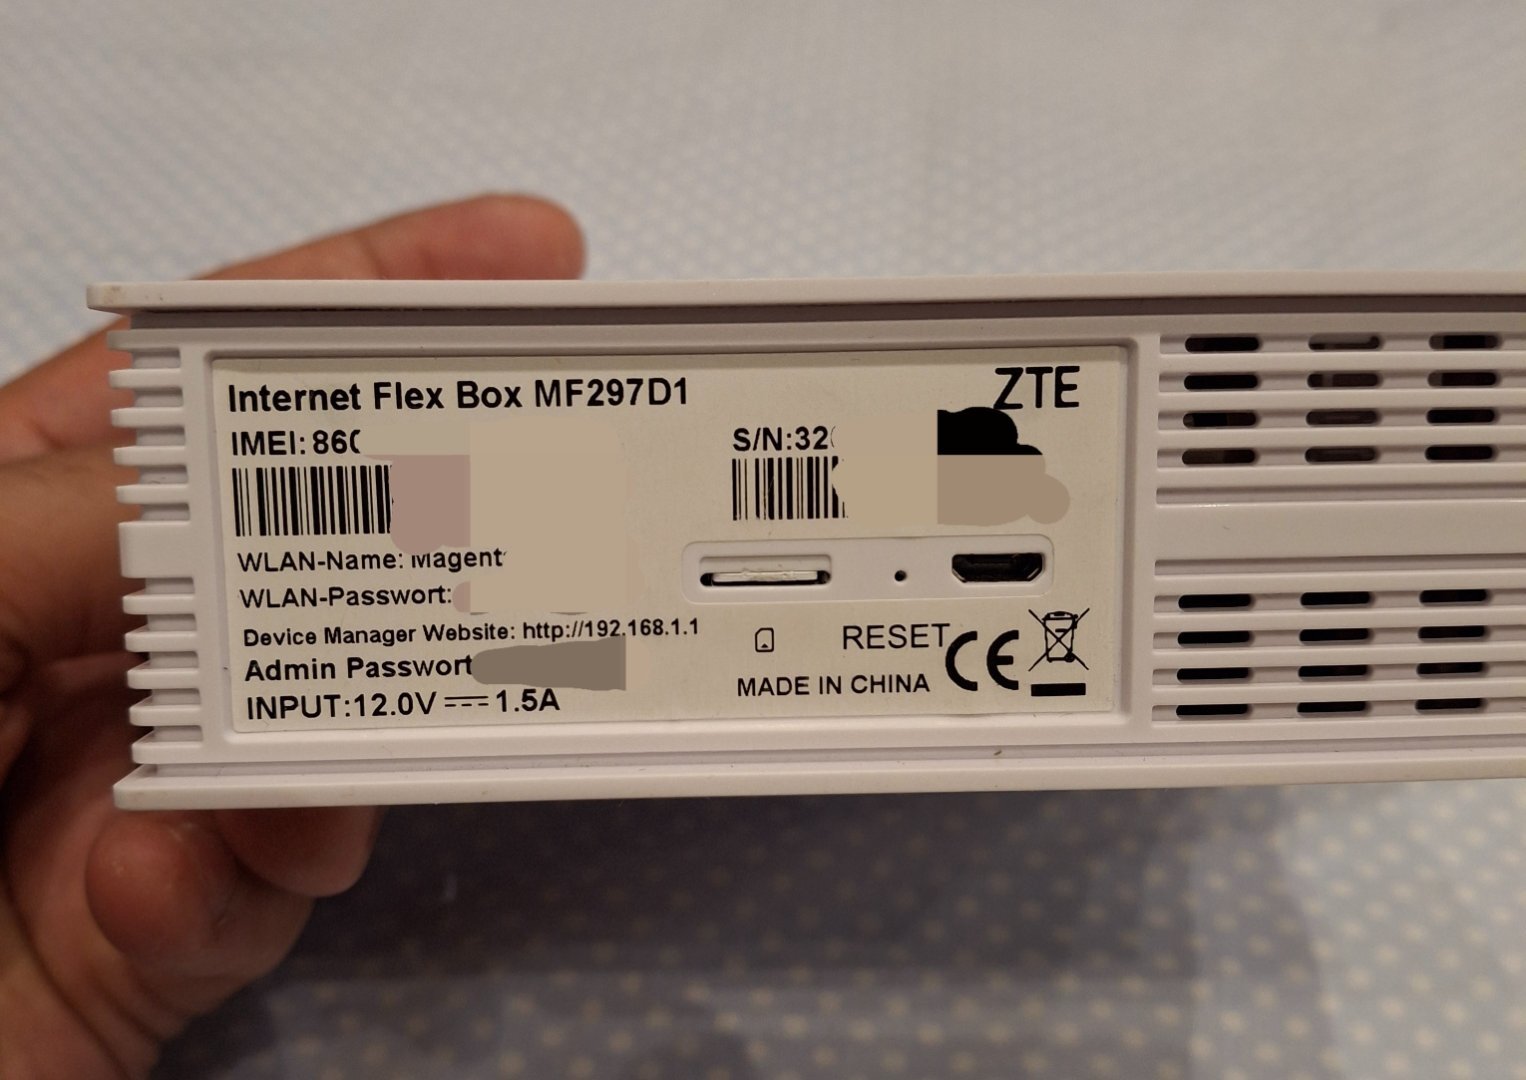 Internet Flex Box MF297D1
ZTE
IMEI: 86
S/N:32
WLAN-Name: Magent
WLAN-Passwort:
Device Manager Website: http://192.168.1.1
Admin Passwort
INPUT:12.0V⎓1.5A
RESET
CE
MADE IN CHINA